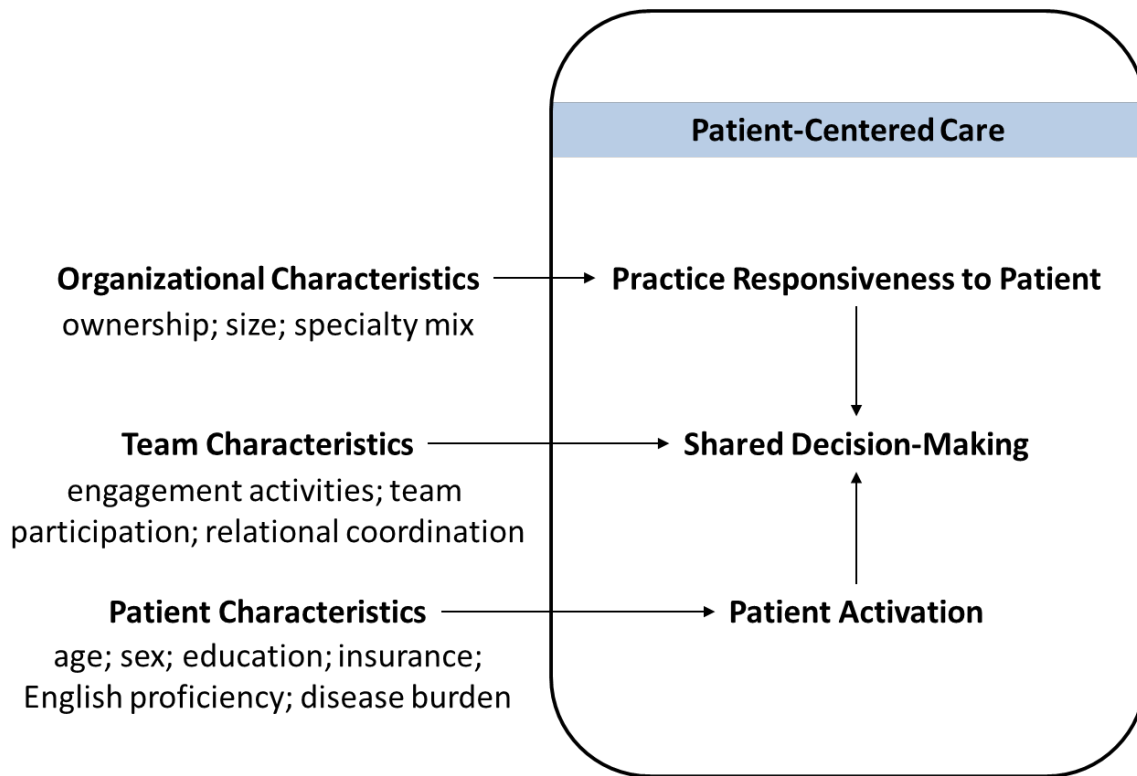 Patient-Centered Care
Organizational Characteristics
ownership; size; specialty mix
Practice Responsiveness to Patient
Team Characteristics
engagement activities; team
participation; relational coordination
Shared Decision-Making
Patient Characteristics
age; sex; education; insurance;
English proficiency; disease burden
Patient Activation